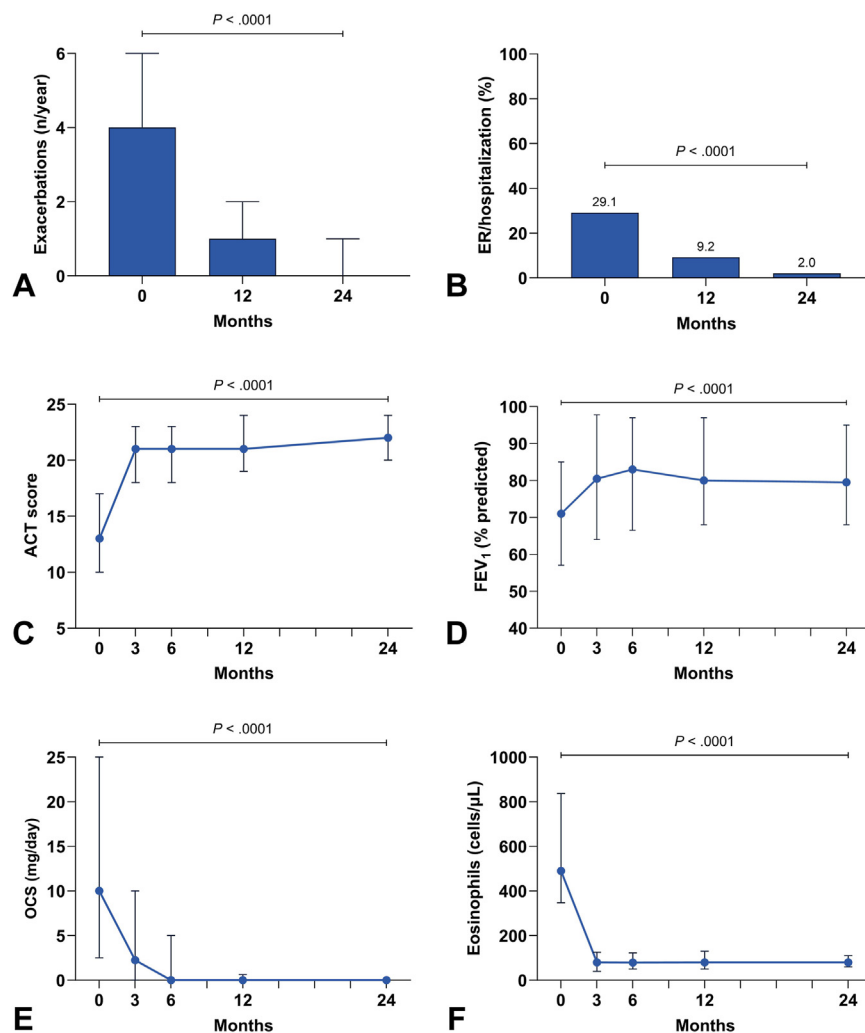 P < .0001
Exacerbations (n/year)
6
4
2
0
0 12 24
Months
A
P < .0001
ER/hospitalization (%)
100
80
60
40
20
0
29.1
9.2
2.0
0 12 24
Months
B
P < .0001
ACT score
25
20
15
10
5
0 3 6 12 24
Months
C
P < .0001
FEV₁ (% predicted)
100
90
80
70
60
50
40
0 3 6 12 24
Months
D
P < .0001
OCS (mg/day)
25
20
15
10
5
0
0 3 6 12 24
Months
E
P < .0001
Eosinophils (cells/µL)
1000
800
600
400
200
0
0 3 6 12 24
Months
F